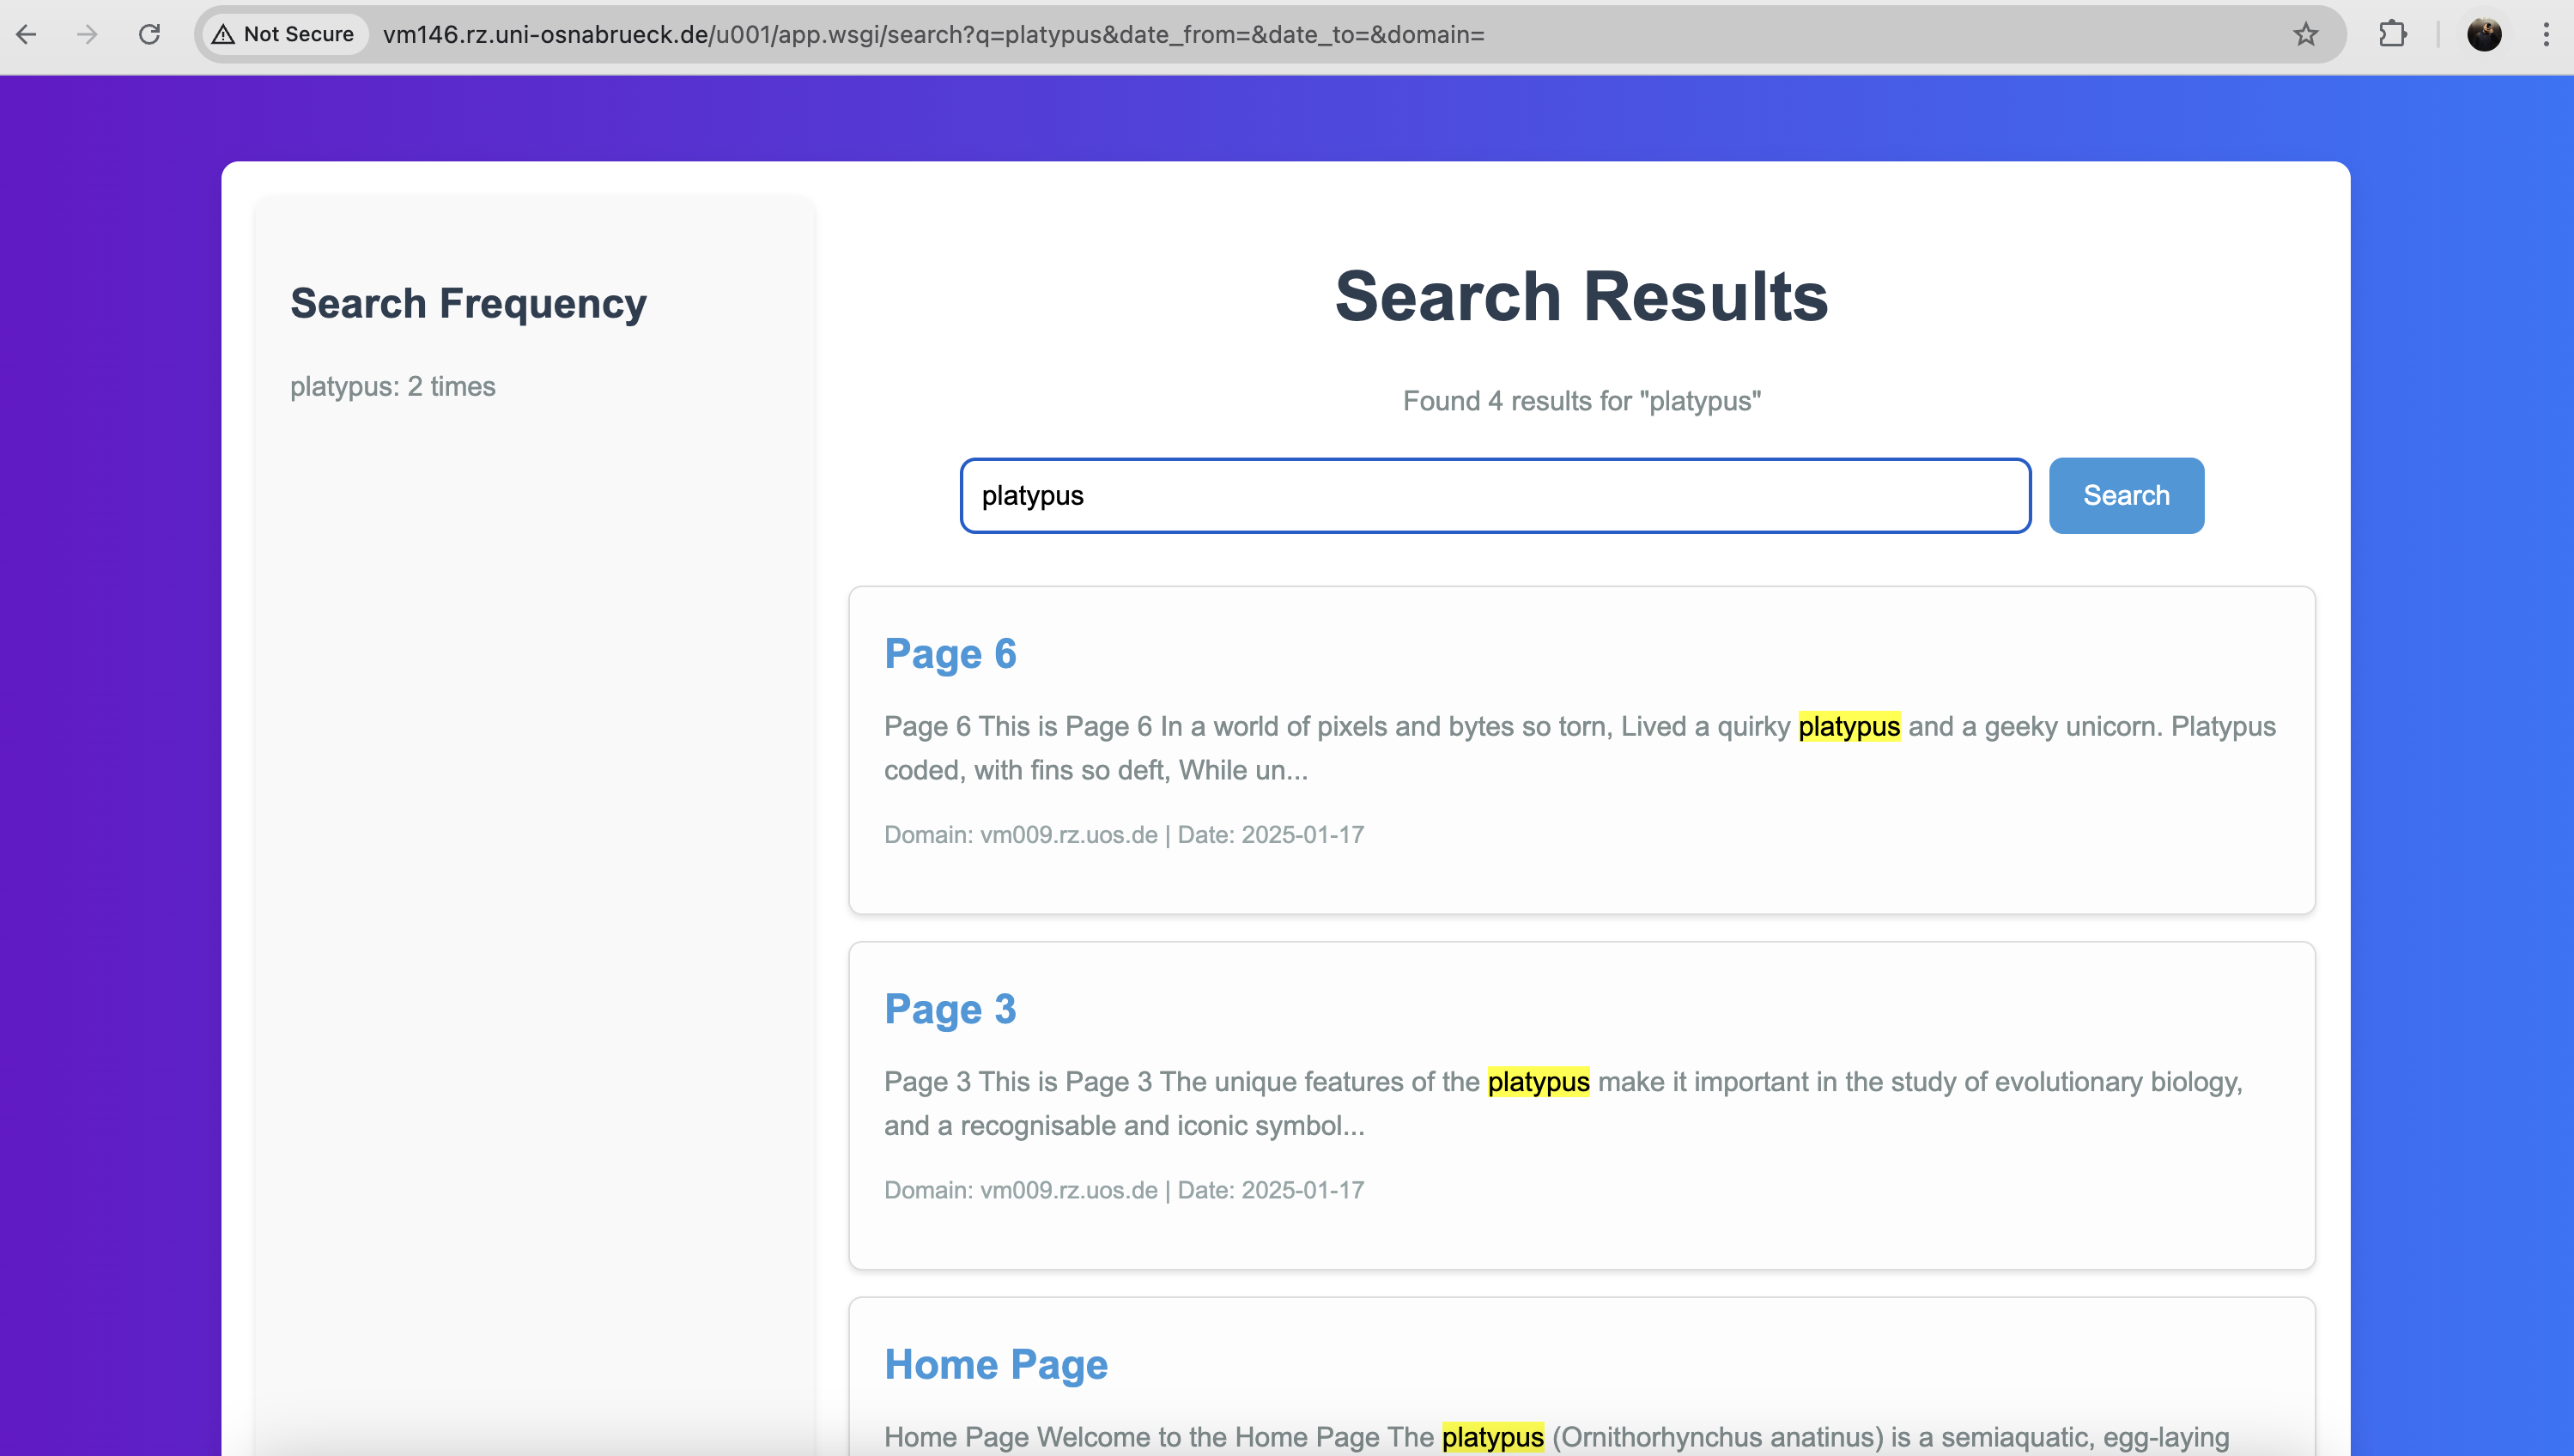 Not Secure vm146.rz.uni-osnabrueck.de/u001/app.wsgi/search?q=platypus&date_from=&date_to=&domain=
Search Frequency
platypus: 2 times
Search Results
Found 4 results for "platypus"
platypus
Search
Page 6
Page 6 This is Page 6 In a world of pixels and bytes so torn, Lived a quirky platypus and a geeky unicorn. Platypus
coded, with fins so deft, While un...
Domain: vm009.rz.uos.de | Date: 2025-01-17
Page 3
Page 3 This is Page 3 The unique features of the platypus make it important in the study of evolutionary biology,
and a recognisable and iconic symbol...
Domain: vm009.rz.uos.de | Date: 2025-01-17
Home Page
Home Page Welcome to the Home Page The platypus (Ornithorhynchus anatinus) is a semiaquatic, egg-laying